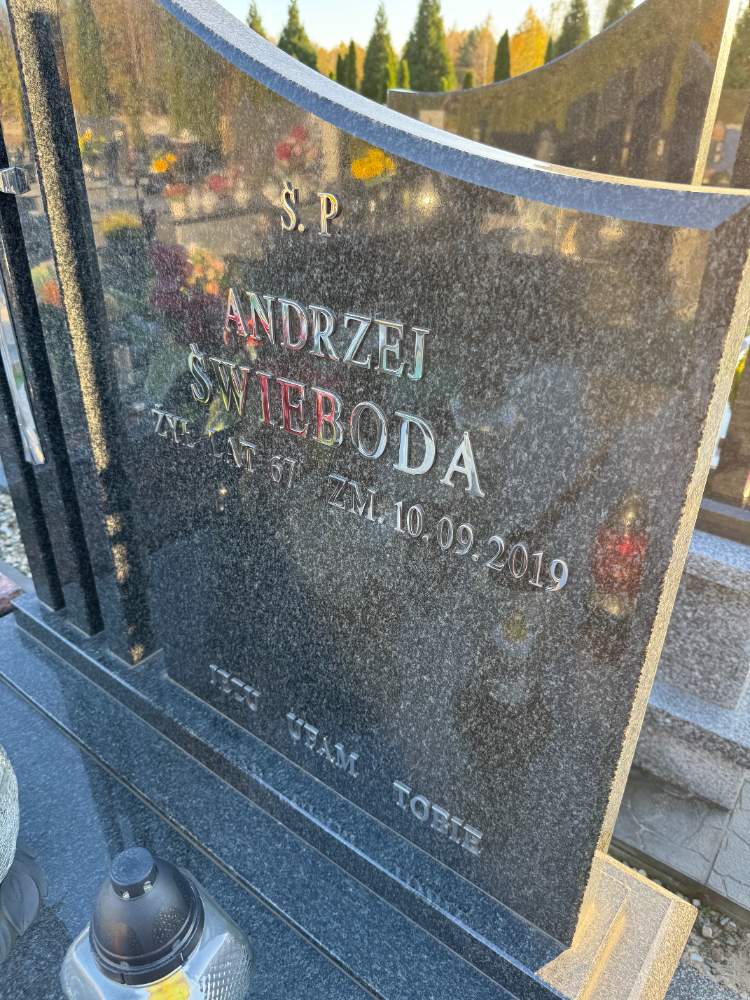 Ś. P
ANDRZEJ
ŚWIEBODA
ŻYŁ LAT 67 ZM. 10.09.2019
JEZU UFAM TOBIE